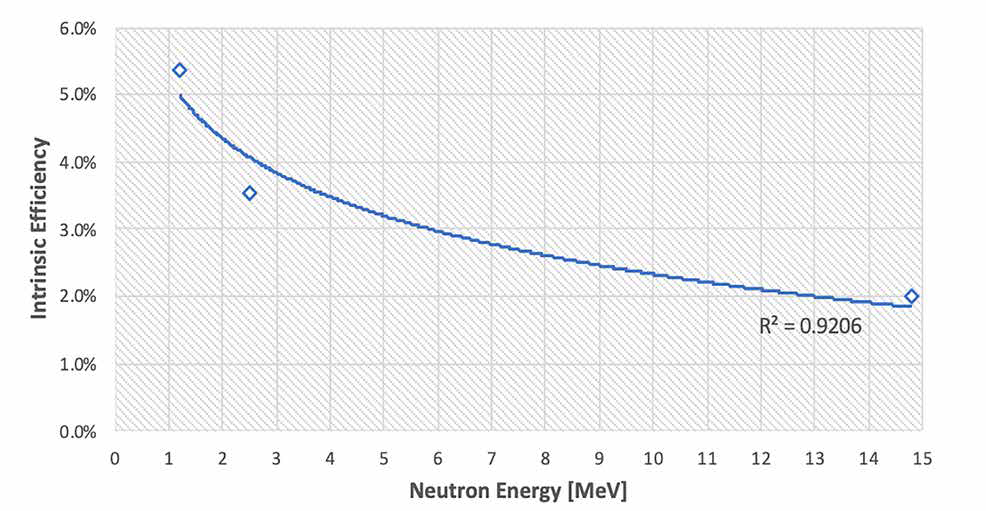 6.0%
5.0%
4.0%
3.0%
2.0%
1.0%
0.0%
Intrinsic Efficiency
R² = 0.9206
0 1 2 3 4 5 6 7 8 9 10 11 12 13 14 15
Neutron Energy [MeV]